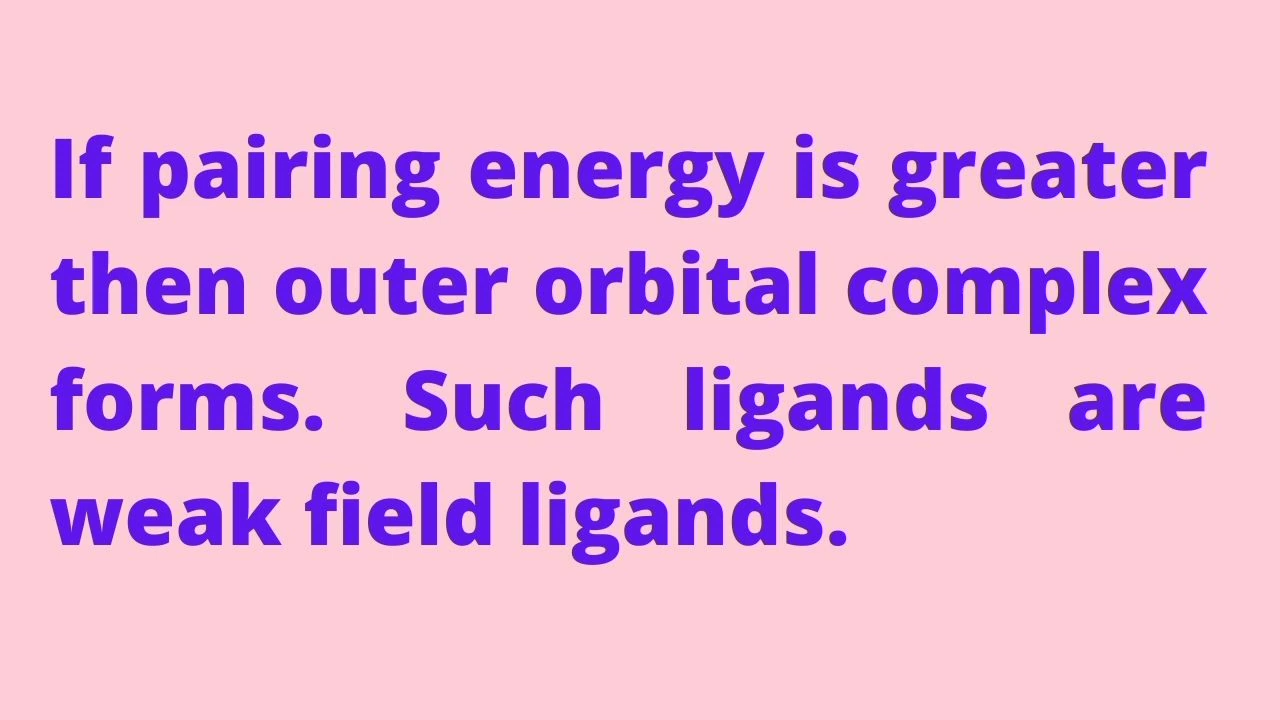 If pairing energy is greater
then outer orbital complex
forms. Such ligands are
weak field ligands.